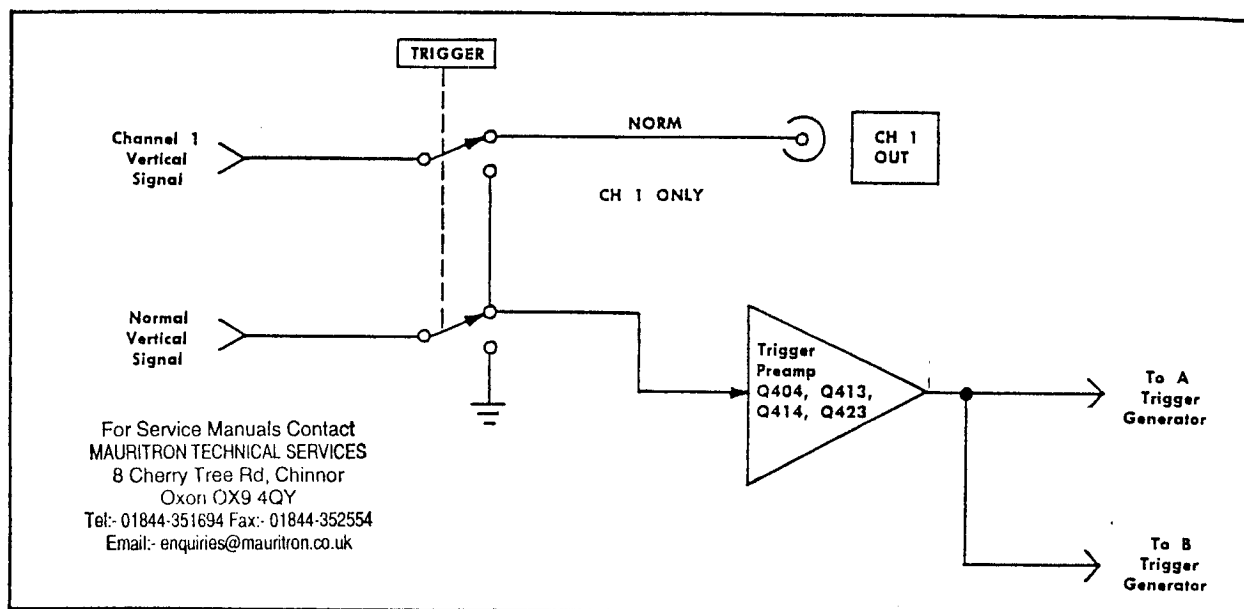 TRIGGER
Channel 1
Vertical
Signal
NORM
CH 1
OUT
CH 1 ONLY
Normal
Vertical
Signal
Trigger
Preamp
Q404, Q413,
Q414, Q423
To A
Trigger
Generator
To B
Trigger
Generator
For Service Manuals Contact
MAURITRON TECHNICAL SERVICES
8 Cherry Tree Rd, Chinnor
Oxon OX9 4QY
Tel:- 01844-351694 Fax:- 01844-352554
Email:- enquiries@mauritron.co.uk